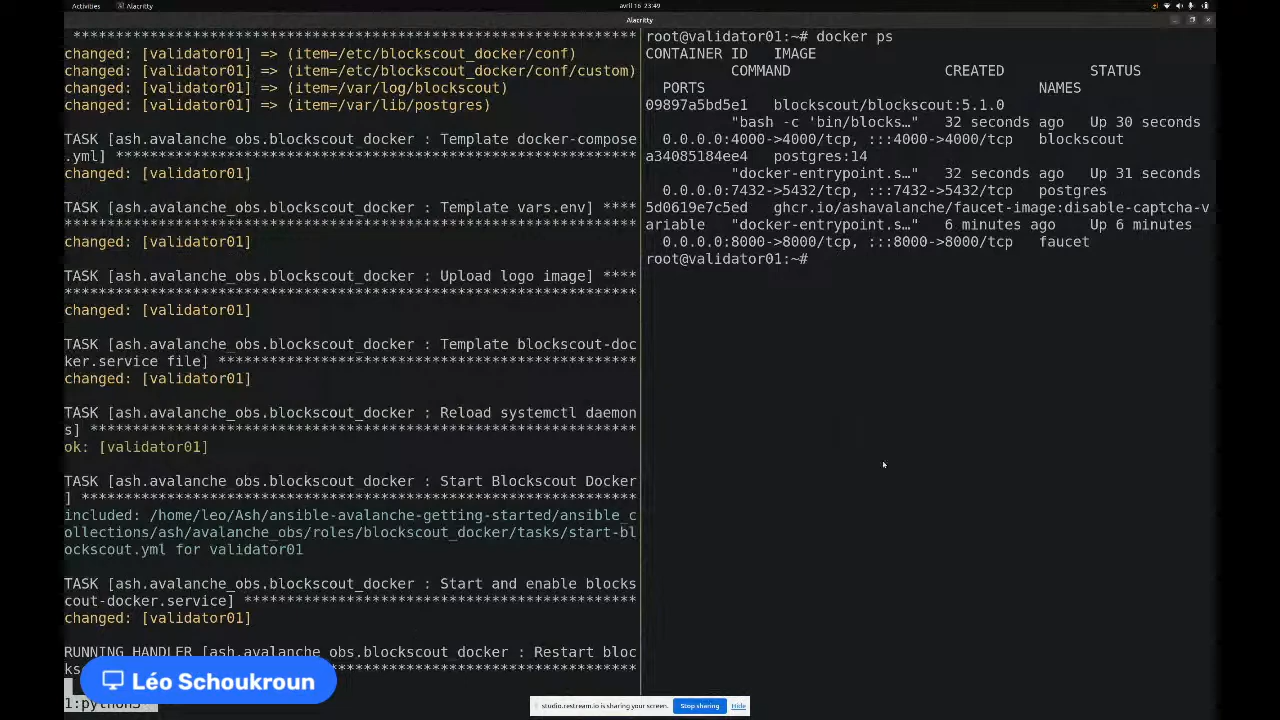 Activities
Alacritty
avril 16 23:49
Alacritty
*****************************************************************
changed: [validator01] => (item=/etc/blockscout_docker/conf)
changed: [validator01] => (item=/etc/blockscout_docker/conf/custom)
changed: [validator01] => (item=/var/log/blockscout)
changed: [validator01] => (item=/var/lib/postgres)
TASK [ash.avalanche_obs.blockscout_docker : Template docker-compose
.yml] *************************************************************
changed: [validator01]
TASK [ash.avalanche_obs.blockscout_docker : Template vars.env] ****
*******************************************************************
changed: [validator01]
TASK [ash.avalanche_obs.blockscout_docker : Upload logo image] ****
*******************************************************************
changed: [validator01]
TASK [ash.avalanche_obs.blockscout_docker : Template blockscout-doc
ker.service file] *************************************************
changed: [validator01]
TASK [ash.avalanche_obs.blockscout_docker : Reload systemctl daemon
s] ****************************************************************
ok: [validator01]
TASK [ash.avalanche_obs.blockscout_docker : Start Blockscout Docker
] *****************************************************************
included: /home/leo/Ash/ansible-avalanche-getting-started/ansible_c
ollections/ash/avalanche_obs/roles/blockscout_docker/tasks/start-bl
ockscout.yml for validator01
TASK [ash.avalanche_obs.blockscout_docker : Start and enable blocks
cout-docker.service] **********************************************
changed: [validator01]
RUNNING HANDLER [ash.avalanche_obs.blockscout_docker : Restart bloc
ks ***********************************
root@validator01:~# docker ps
CONTAINER ID   IMAGE
COMMAND                  CREATED          STATUS
PORTS                                       NAMES
09897a5bd5e1   blockscout/blockscout:5.1.0
"bash -c 'bin/blocks…"   32 seconds ago   Up 30 seconds
0.0.0.0:4000->4000/tcp, :::4000->4000/tcp   blockscout
a34085184ee4   postgres:14
"docker-entrypoint.s…"   32 seconds ago   Up 31 seconds
0.0.0.0:7432->5432/tcp, :::7432->5432/tcp   postgres
5d0619e7c5ed   ghcr.io/ashavalanche/faucet-image:disable-captcha-v
ariable   "docker-entrypoint.s…"   6 minutes ago    Up 6 minutes
0.0.0.0:8000->8000/tcp, :::8000->8000/tcp   faucet
root@validator01:~#
Léo Schoukroun
studio.restream.io is sharing your screen.
Stop sharing
Hide